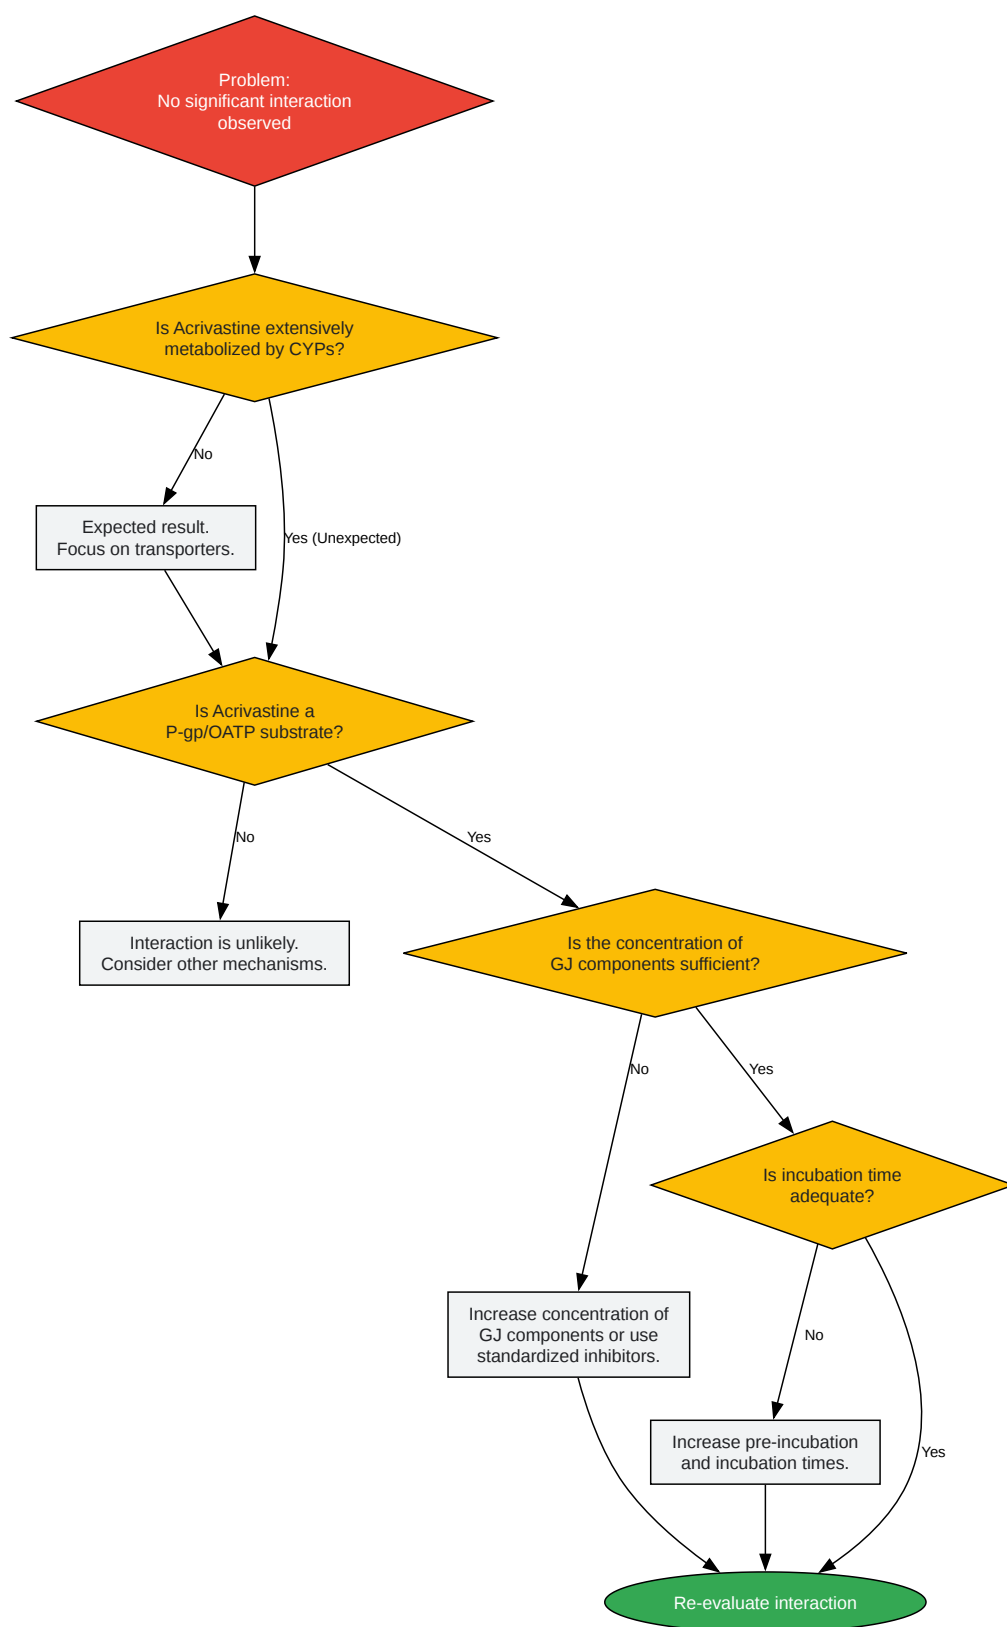 Problem:
No significant interaction
observed
Is Acrivastine extensively
metabolized by CYPs?
No
Expected result.
Focus on transporters.
Yes (Unexpected)
Is Acrivastine a
P-gp/OATP substrate?
No
Yes
Interaction is unlikely.
Consider other mechanisms.
Is the concentration of
GJ components sufficient?
No
Yes
Is incubation time
adequate?
Increase concentration of
GJ components or use
standardized inhibitors.
No
Increase pre-incubation
and incubation times.
Yes
Re-evaluate interaction